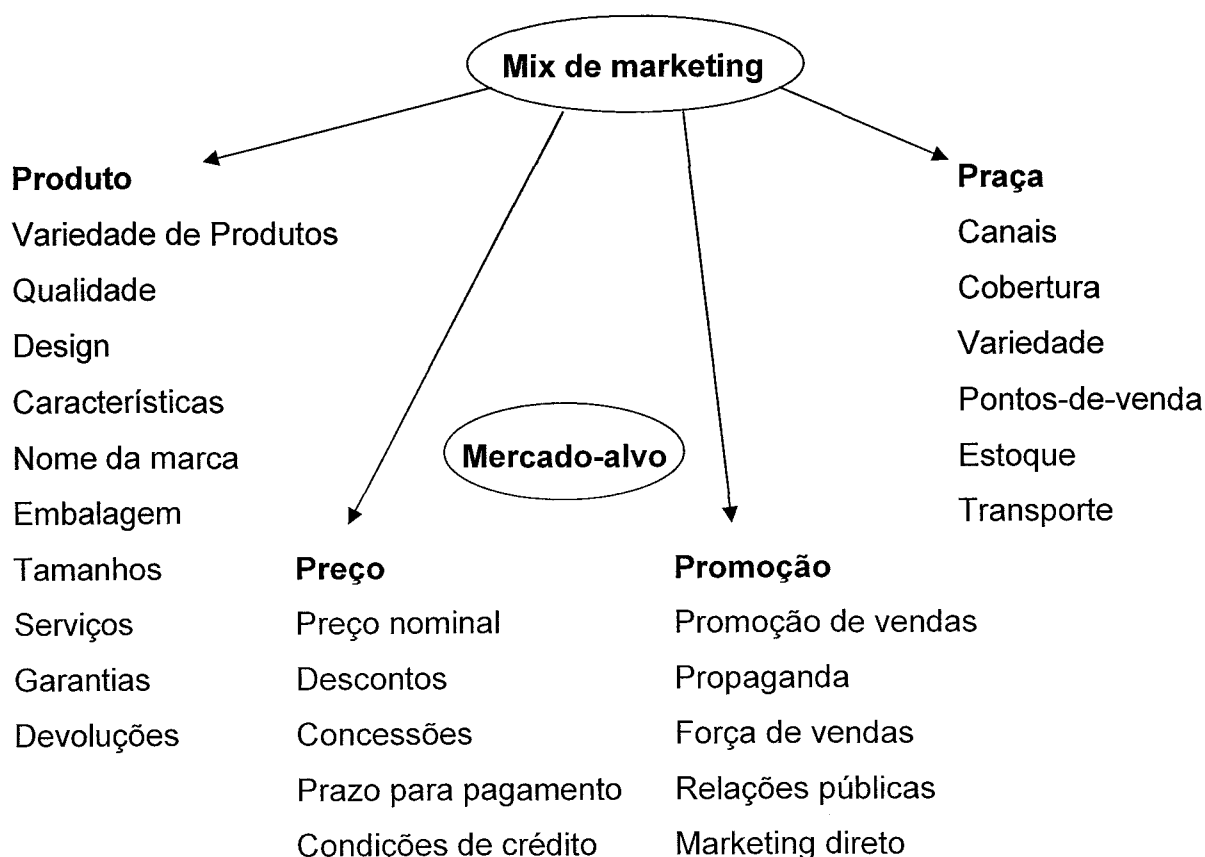 Mix de marketing
Produto
Variedade de Produtos
Qualidade
Design
Características
Nome da marca
Embalagem
Tamanhos
Serviços
Garantias
Devoluções
Mercado-alvo
Preço
Preço nominal
Descontos
Concessões
Prazo para pagamento
Condições de crédito
Promoção
Promoção de vendas
Propaganda
Força de vendas
Relações públicas
Marketing direto
Praça
Canais
Cobertura
Variedade
Pontos-de-venda
Estoque
Transporte